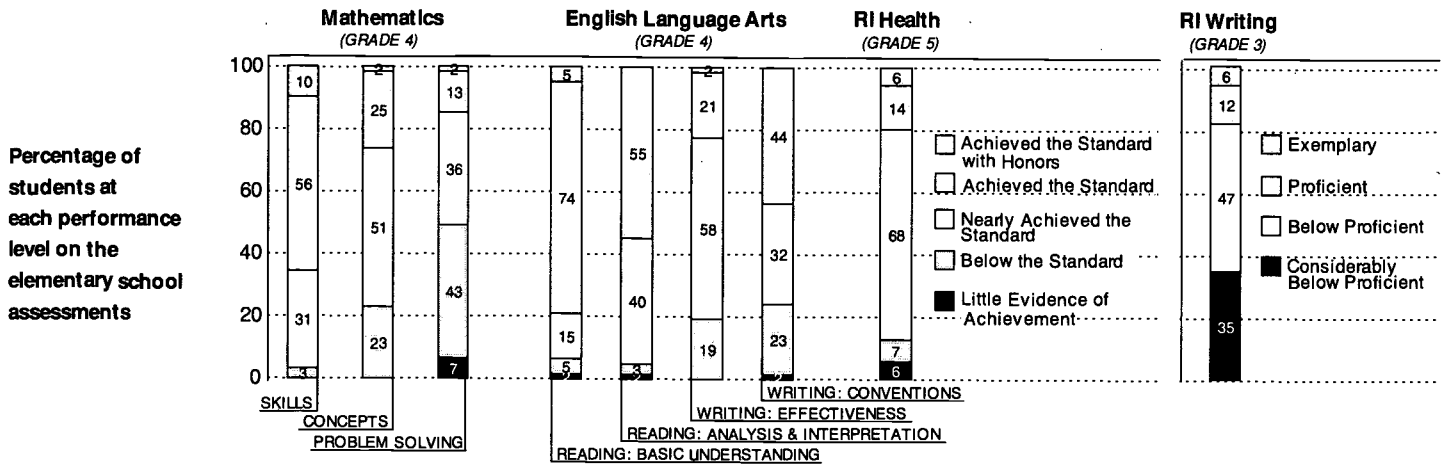 Mathematics
(GRADE 4)
English Language Arts
(GRADE 4)
RI Health
(GRADE 5)
RI Writing
(GRADE 3)
Percentage of
students at
each performance
level on the
elementary school
assessments
100
80
60
40
20
0
10
56
31
3
2
25
51
23
2
13
36
43
7
5
74
15
5
2
55
40
3
2
2
21
58
19
44
32
23
2
6
14
68
7
6
Achieved the Standard
with Honors
Achieved the Standard
Nearly Achieved the
Standard
Below the Standard
Little Evidence of
Achievement
6
12
47
35
Exemplary
Proficient
Below Proficient
Considerably
Below Proficient
SKILLS
CONCEPTS
PROBLEM SOLVING
WRITING: CONVENTIONS
WRITING: EFFECTIVENESS
READING: ANALYSIS & INTERPRETATION
READING: BASIC UNDERSTANDING